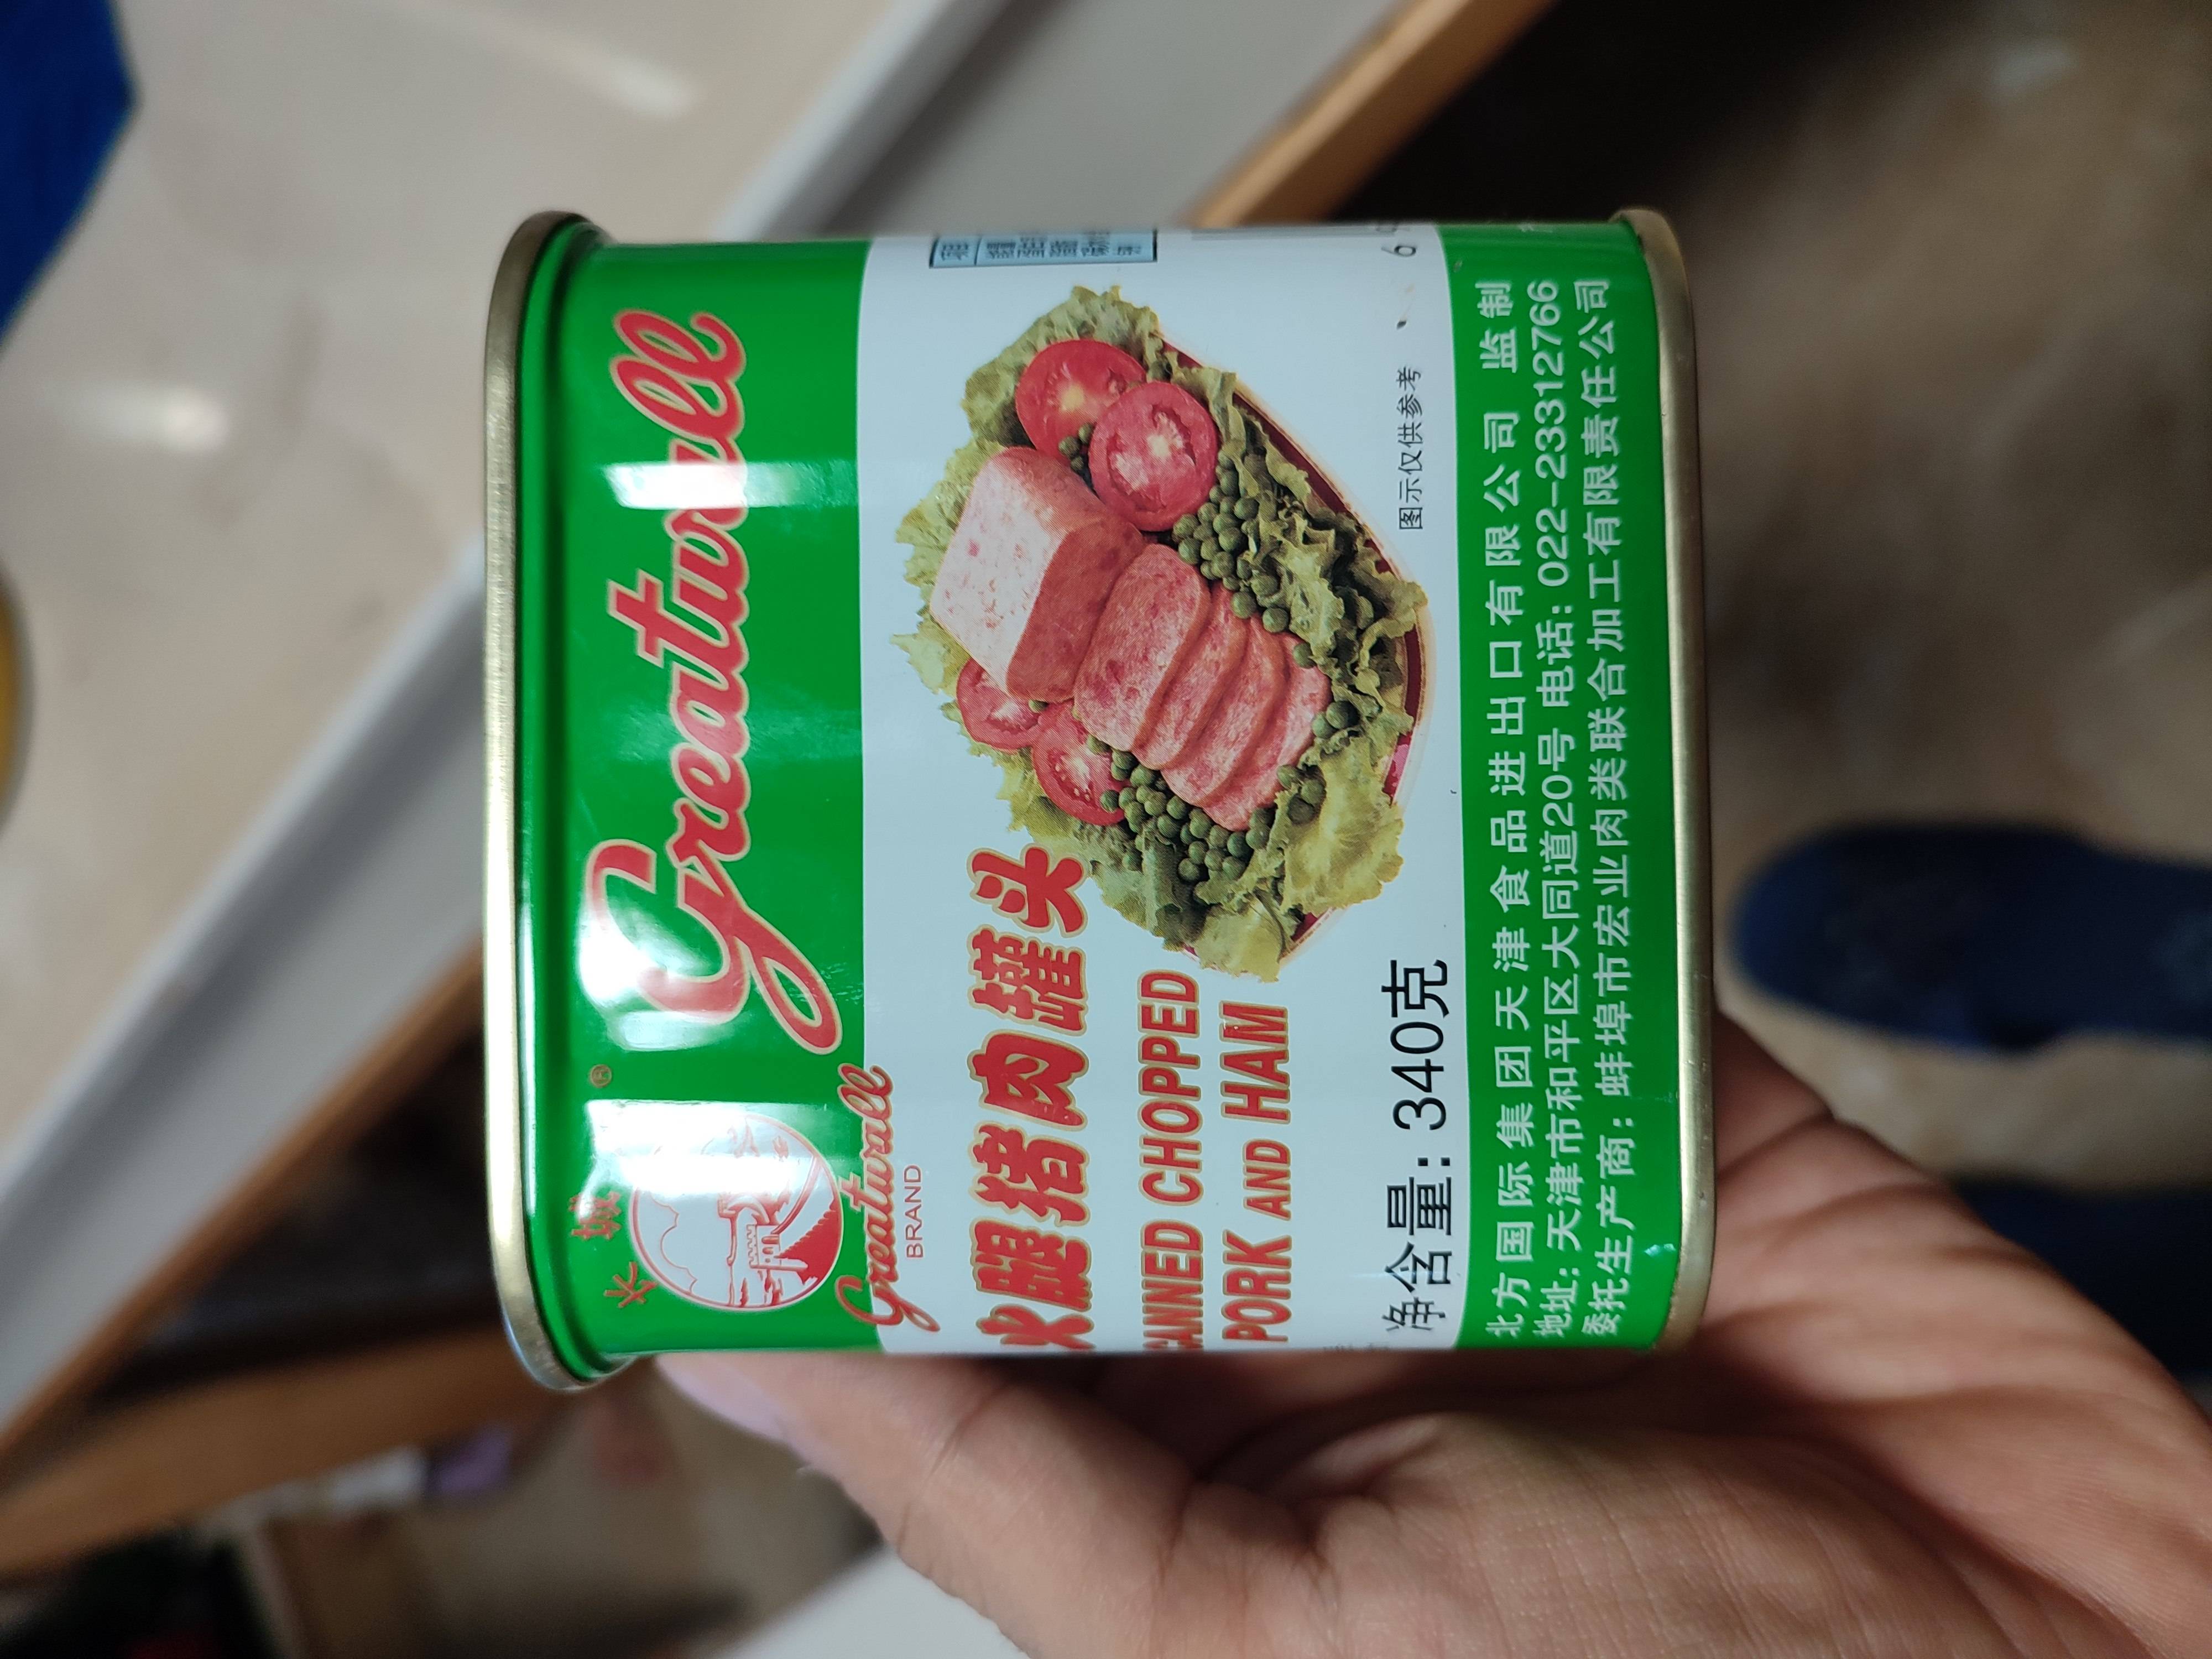 长城®
Greatwall
Greatwall
BRAND
火腿猪肉罐头
CANNED CHOPPED
PORK AND HAM
图示仅供参考
净含量: 340克
北方国际集团天津食品进出口有限公司 监制
地址: 天津市和平区大同道20号 电话: 022-23312766
委托生产商: 蚌埠市宏业肉类联合加工有限责任公司